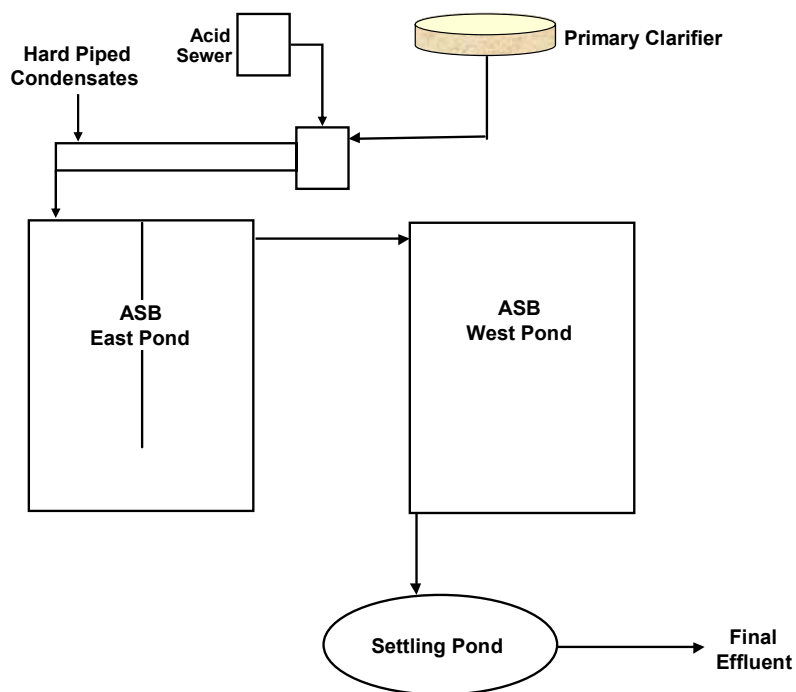 Hard Piped
Condensates
Acid
Sewer
Primary Clarifier
ASB
East Pond
ASB
West Pond
Settling Pond
Final
Effluent